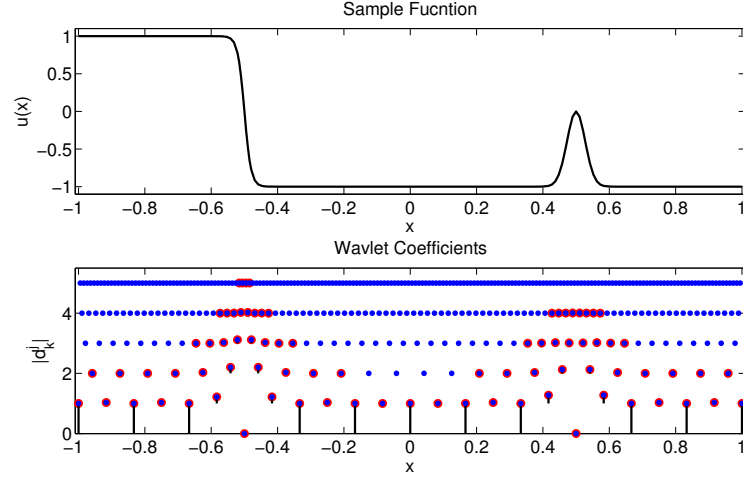 Sample Fucntion
u(x)
1
0.5
0
−0.5
−1
−1 −0.8 −0.6 −0.4 −0.2 0 0.2 0.4 0.6 0.8 1
x
Wavlet Coefficients
|d_k^j|
4
2
0
−1 −0.8 −0.6 −0.4 −0.2 0 0.2 0.4 0.6 0.8 1
x